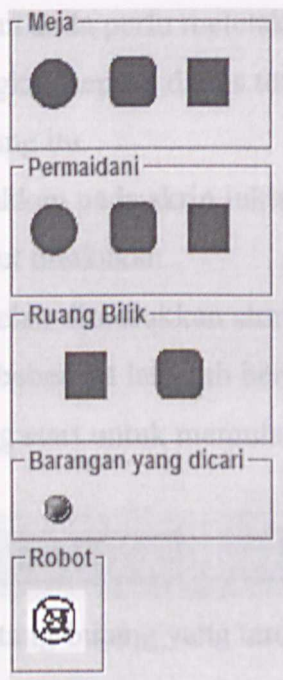 Meja
Permaidani
Ruang Bilik
Barangan yang dicari
Robot